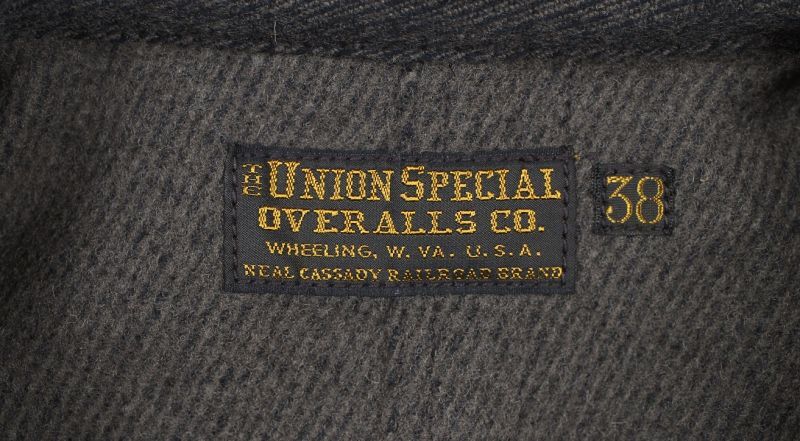 THE UNION SPECIAL
OVERALLS CO.
WHEELING, W. VA. U.S.A.
NEAL CASSADY RAILROAD BRAND
38